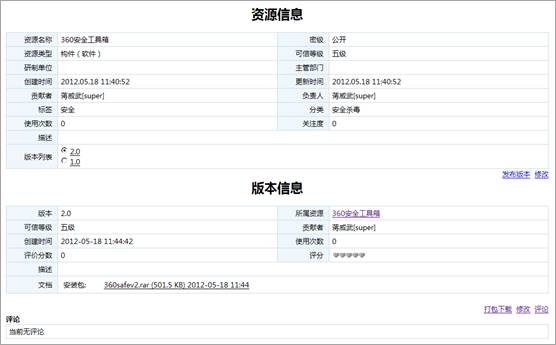 资源信息
资源名称 360安全工具箱 密级 公开
资源类型 构件（软件） 可信等级 五级
研制单位 主管部门
创建时间 2012.05.18 11:40:52 更新时间 2012.05.18 11:40:52
贡献者 蒋威武[super] 负责人 蒋威武[super]
标签 安全 分类 安全杀毒
使用次数 0 关注度 0
描述
版本列表 2.0
1.0
发布版本 修改
版本信息
版本 2.0 所属资源 360安全工具箱
可信等级 五级 贡献者 蒋威武[super]
创建时间 2012-05-18 11:44:42 使用次数 0
评价分数 0 评分
描述
文档 安装包: 360safev2.rar (501.5 KB) 2012-05-18 11:44
打包下载 修改 评论
评论
当前无评论